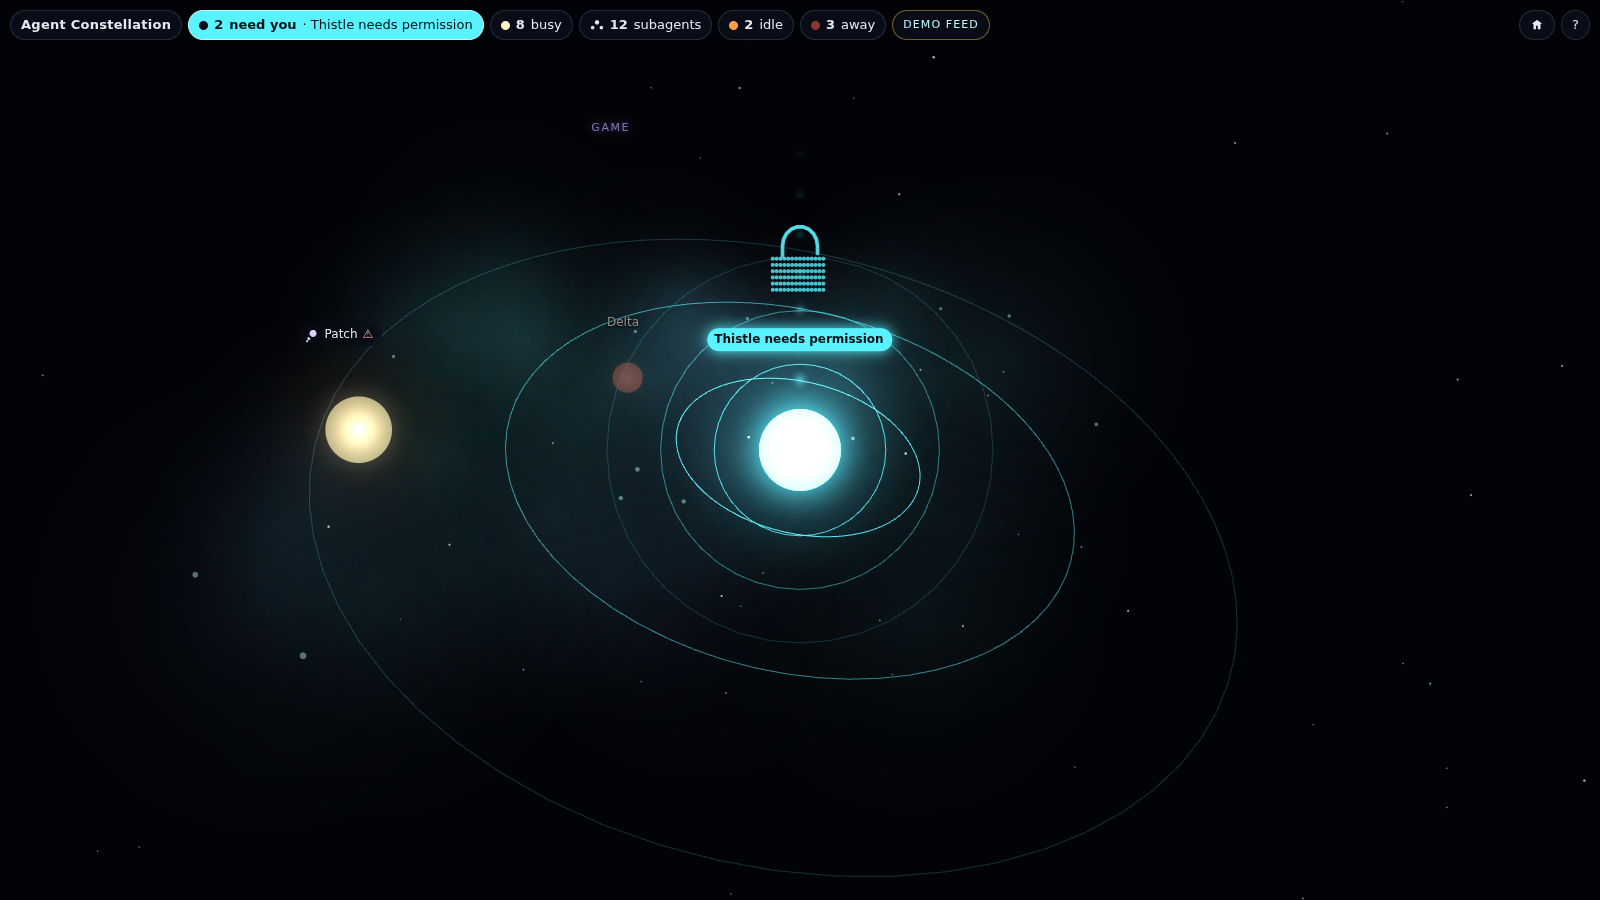 Agent Constellation
2 need you · Thistle needs permission
8 busy
12 subagents
2 idle
3 away
DEMO FEED
?
GAME
Delta
Patch ⚠
Thistle needs permission